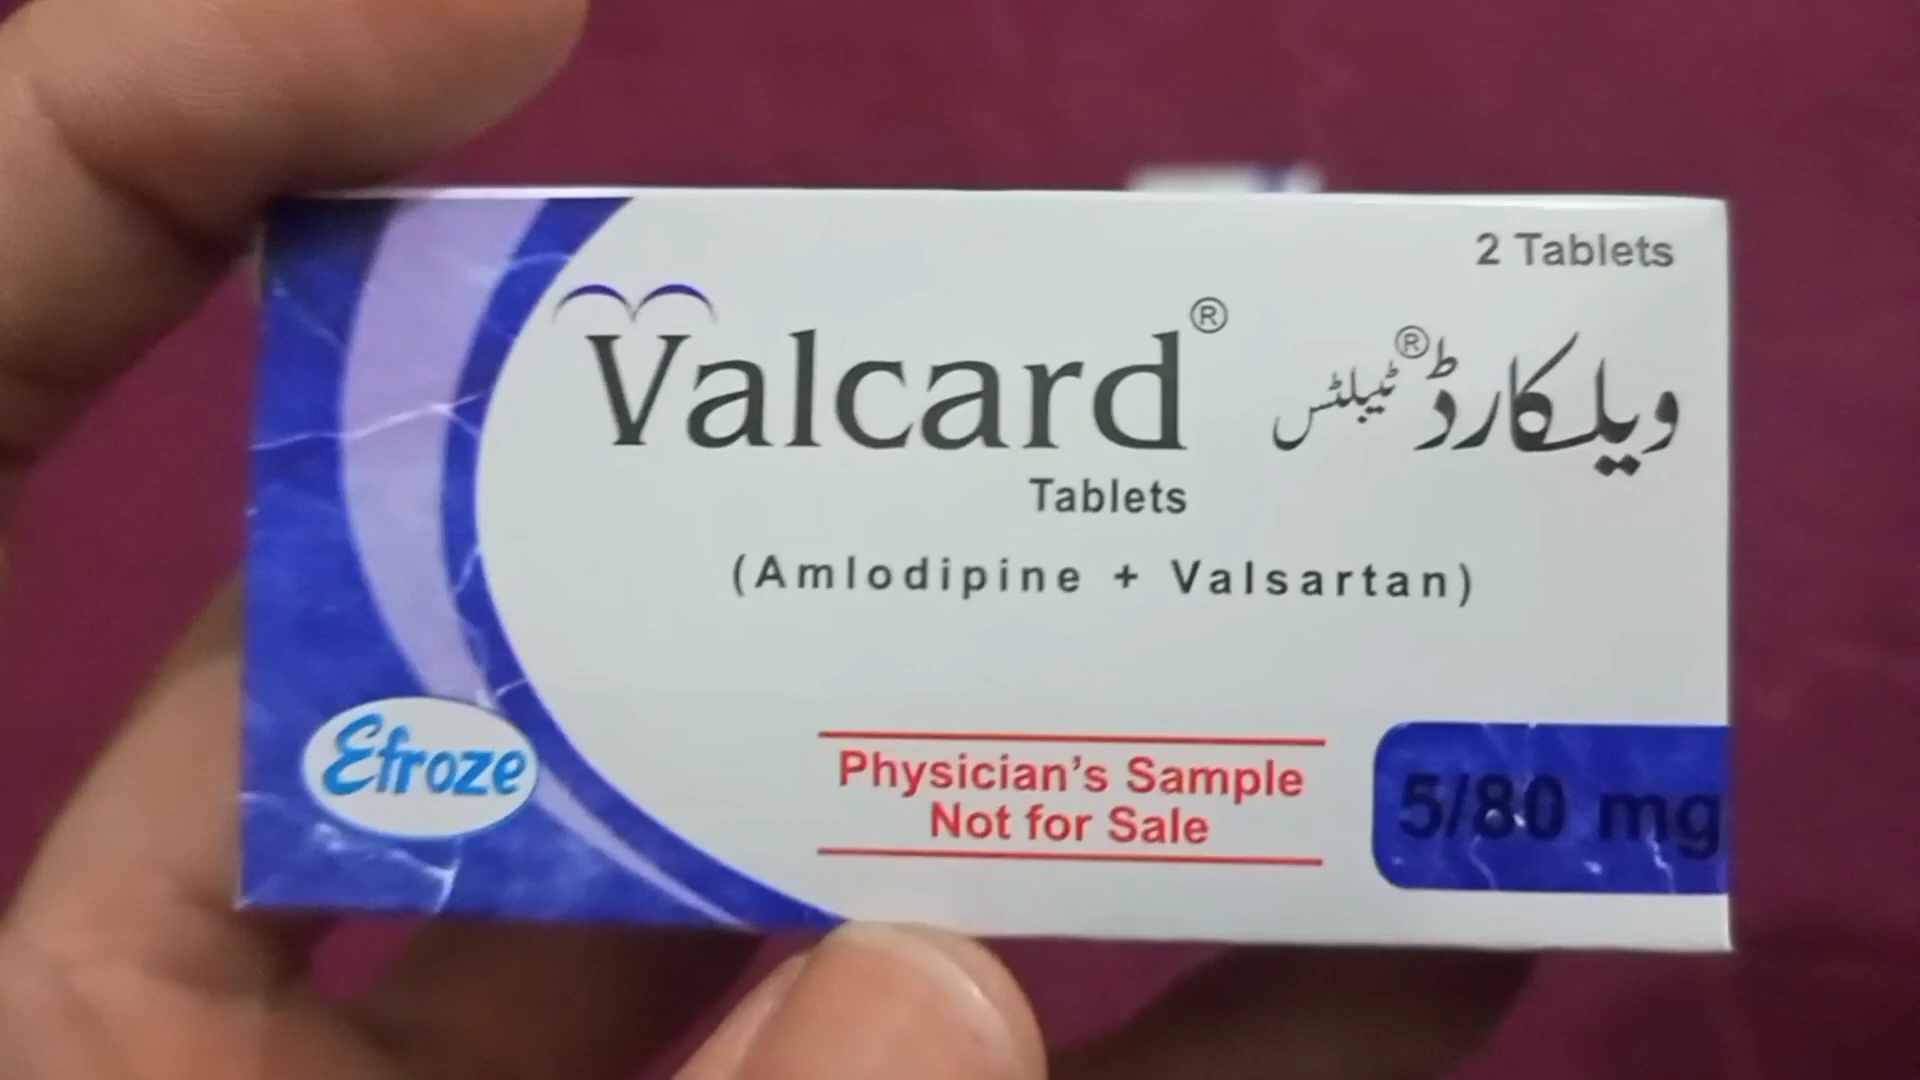 2 Tablets
Valcard®
ویلکارڈ® ٹیبلٹس
Tablets
(Amlodipine + Valsartan)
Efroze
Physician's Sample
Not for Sale
5/80 mg